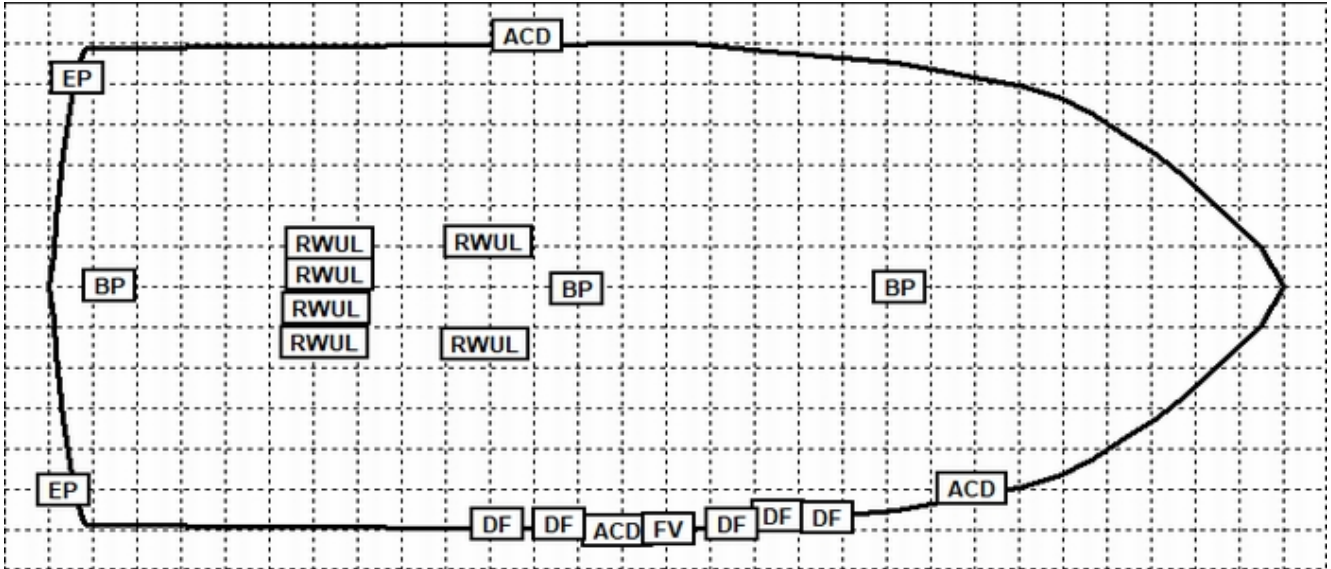 ACD
EP
RWUL RWUL
RWUL
BP BP BP
RWUL
RWUL RWUL
EP ACD
DF DF ACD FV DF DF DF